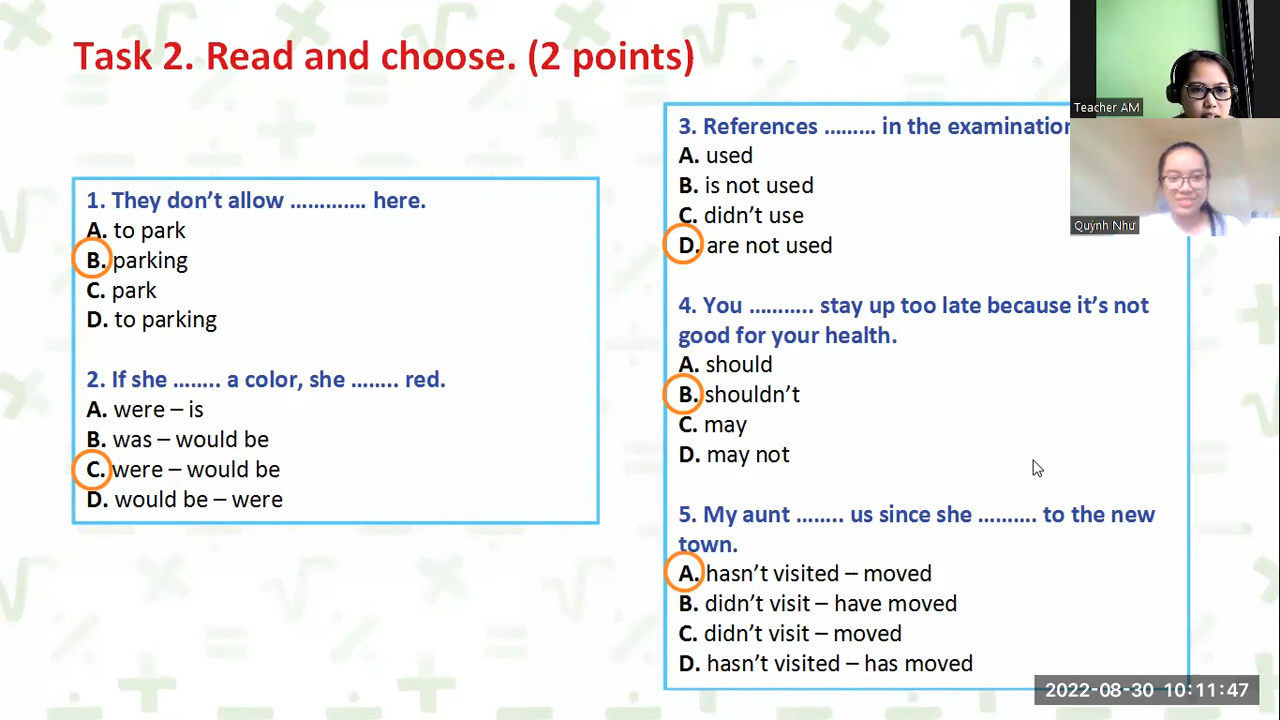 Task 2. Read and choose. (2 points)
1. They don't allow ............. here.
A. to park
B. parking
C. park
D. to parking
2. If she ........ a color, she ........ red.
A. were – is
B. was – would be
C. were – would be
D. would be – were
3. References ......... in the examination
A. used
B. is not used
C. didn't use
D. are not used
4. You ........... stay up too late because it's not
good for your health.
A. should
B. shouldn't
C. may
D. may not
5. My aunt ........ us since she .......... to the new
town.
A. hasn't visited – moved
B. didn't visit – have moved
C. didn't visit – moved
D. hasn't visited – has moved
Teacher AM
Quỳnh Như
2022-08-30 10:11:47